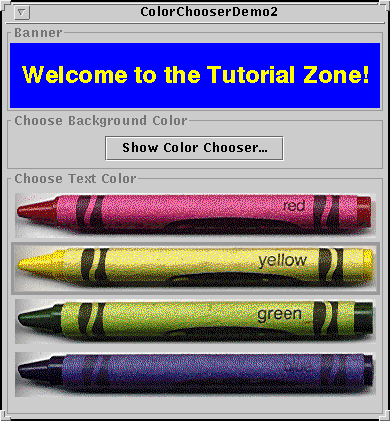 ColorChooserDemo2
Banner
Welcome to the Tutorial Zone!
Choose Background Color
Show Color Chooser...
Choose Text Color
red
yellow
green